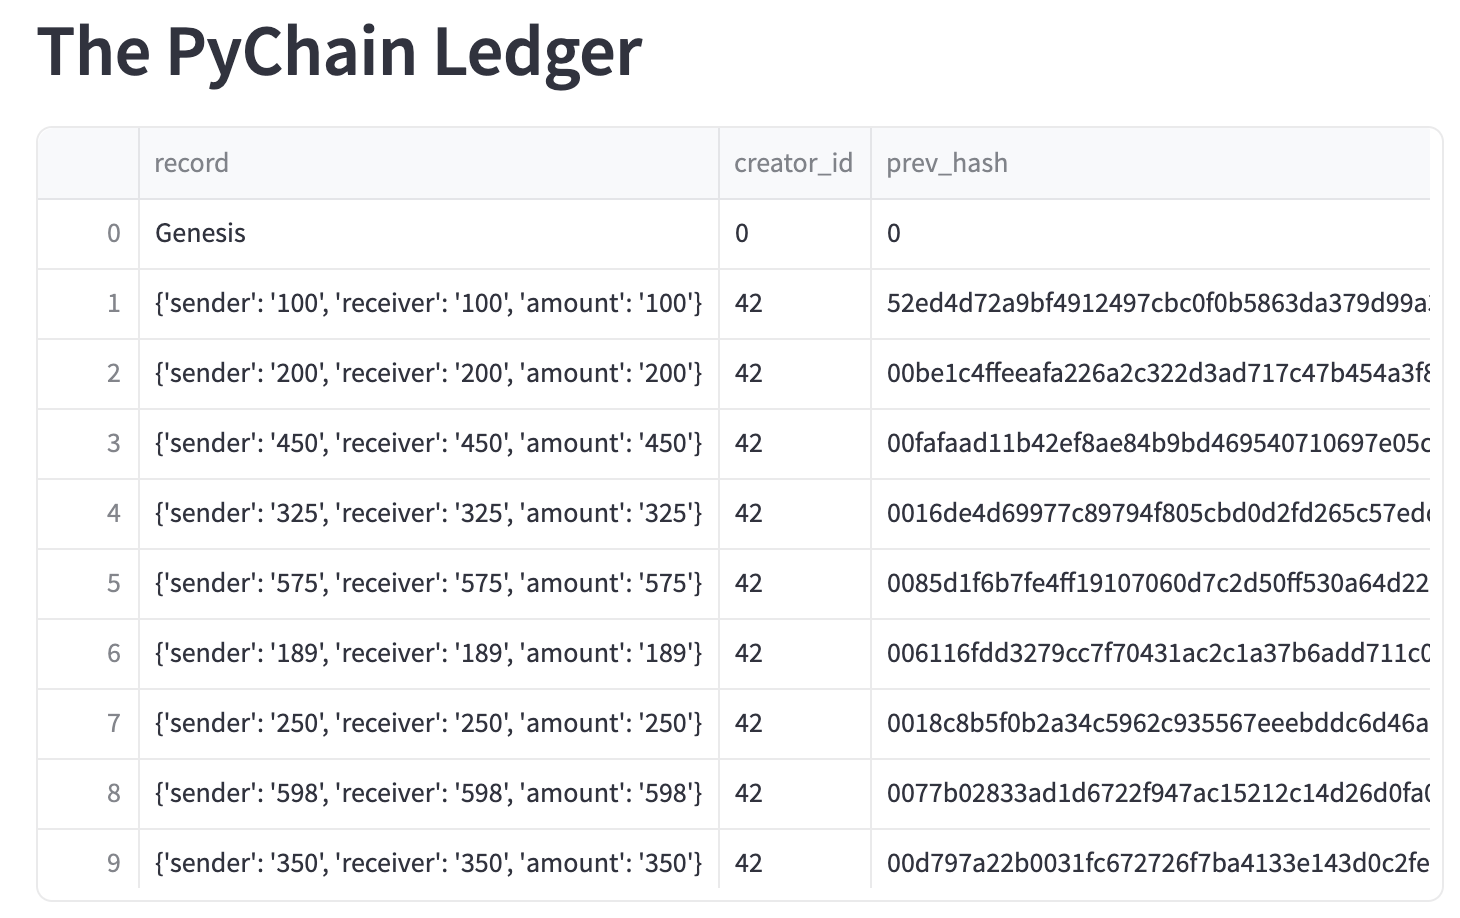 The PyChain Ledger
record creator_id prev_hash
0 Genesis 0 0
1 {'sender': '100', 'receiver': '100', 'amount': '100'} 42 52ed4d72a9bf4912497cbc0f0b5863da379d99a
2 {'sender': '200', 'receiver': '200', 'amount': '200'} 42 00be1c4ffeeafa226a2c322d3ad717c47b454a3f8
3 {'sender': '450', 'receiver': '450', 'amount': '450'} 42 00fafaad11b42ef8ae84b9bd469540710697e05c
4 {'sender': '325', 'receiver': '325', 'amount': '325'} 42 0016de4d69977c89794f805cbd0d2fd265c57ed
5 {'sender': '575', 'receiver': '575', 'amount': '575'} 42 0085d1f6b7fe4ff19107060d7c2d50ff530a64d22
6 {'sender': '189', 'receiver': '189', 'amount': '189'} 42 006116fdd3279cc7f70431ac2c1a37b6add711c0
7 {'sender': '250', 'receiver': '250', 'amount': '250'} 42 0018c8b5f0b2a34c5962c935567eeebddc6d46a
8 {'sender': '598', 'receiver': '598', 'amount': '598'} 42 0077b02833ad1d6722f947ac15212c14d26d0fa0
9 {'sender': '350', 'receiver': '350', 'amount': '350'} 42 00d797a22b0031fc672726f7ba4133e143d0c2fe